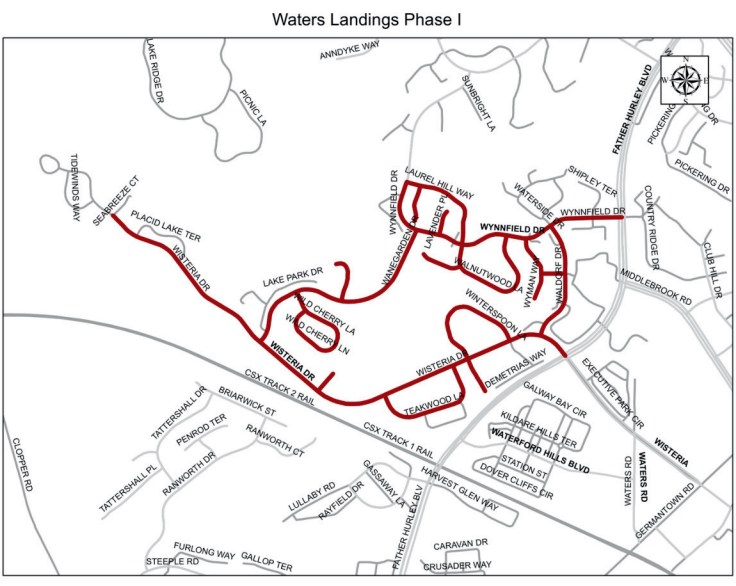 Waters Landings Phase I
LAKE RIDGE DR
ANNDYKE WAY
PICNIC LA
SUNBRIGHT LA
FATHER HURLEY BLVD
N
W
E
S
PICKERING
G DR
PICKERING DR
TIDEWINDS WAY
SEABREEZE CT
PLACID LAKE TER
WISTERIA DR
LAUREL HILL WAY
WYNNFIELD DR
LAVENDER PL
WATERSIDE DR
SHIPLEY TER
WYNNFIELD DR
WYNNFIELD DR
COUNTRY RIDGE DR
CLUB HILL DR
LAKE PARK DR
WALNUTWOOD LA
WALDORF DR
MIDDLEBROOK RD
WILD CHERRY LA
WILD CHERRY LN
WINTERSPOON LA
WISTERIA DR
WISTERIA DR
DEMETRIAS WAY
CSX TRACK 2 RAIL
TEAKWOOD LA
EXECUTIVE PARK CIR
GALWAY BAY CIR
TATTERSHALL DR
BRIARWICK ST
PENROD TER
RANWORTH CT
CSX TRACK 1 RAIL
KILDARE HILLS TER
WATERFORD HILLS BLVD
WISTERIA
STATION ST
DOVER CLIFFS CIR
CLOPPER RD
TATTERSHALL PL
RANWORTH DR
GASSAWAY LA
HARVEST GLEN WAY
WATERS RD
WATERS RD
LULLABY RD
RAYFIELD DR
GERMANTOWN RD
FATHER HURLEY BLV
FURLONG WAY
GALLOP TER
STEEPLE RD
CARAVAN DR
CRUSADER WAY